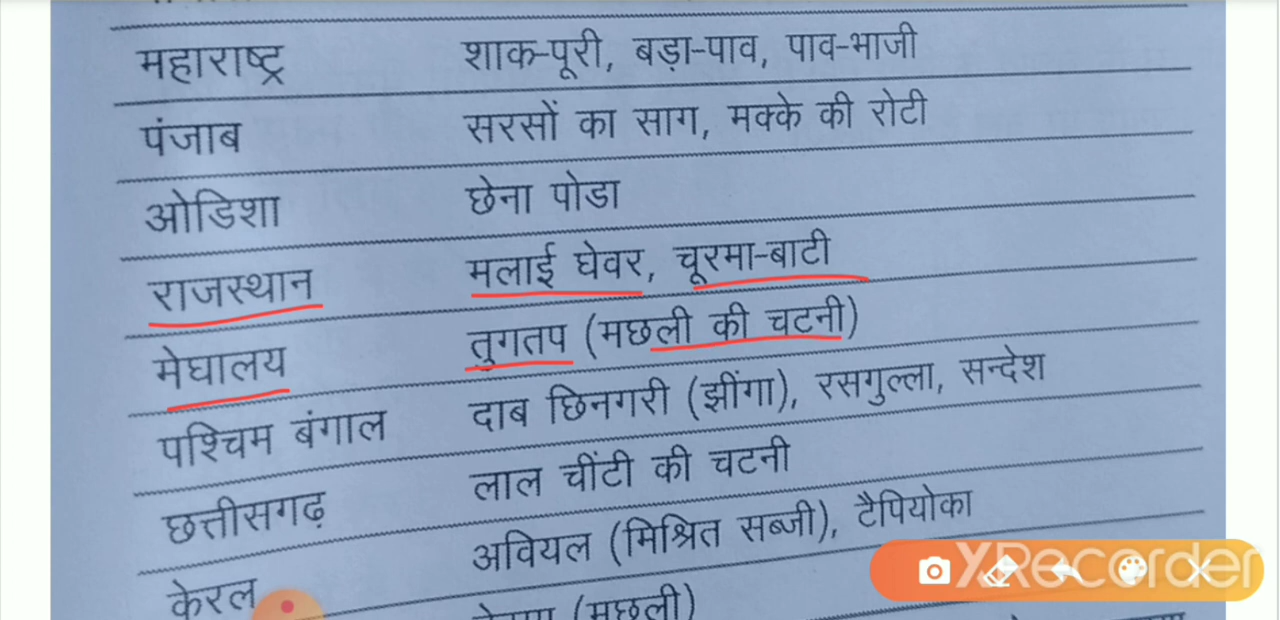 महाराष्ट्र शाक-पूरी, बड़ा-पाव, पाव-भाजी
पंजाब सरसों का साग, मक्के की रोटी
ओडिशा छेना पोडा
राजस्थान मलाई घेवर, चूरमा-बाटी
मेघालय तुगतप (मछली की चटनी)
पश्चिम बंगाल दाब छिनगरी (झींगा), रसगुल्ला, सन्देश
छत्तीसगढ़ लाल चींटी की चटनी
केरल अवियल (मिश्रित सब्जी), टैपियोका
(मछली)
XRecorder